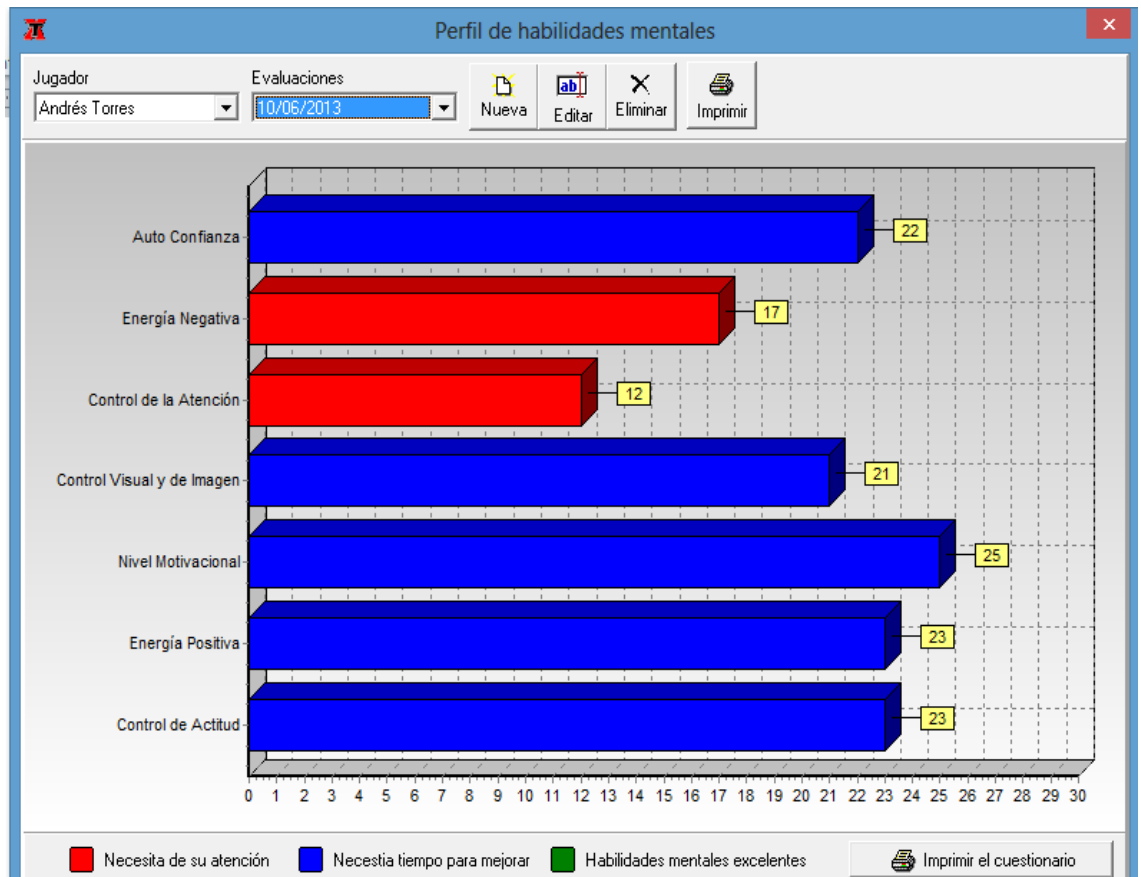 Perfil de habilidades mentales
Jugador
Evaluaciones
Andrés Torres
10/06/2013
Nueva
Editar
Eliminar
Imprimir
Auto Confianza
22
Energía Negativa
17
Control de la Atención
12
Control Visual y de Imagen
21
Nivel Motivacional
25
Energía Positiva
23
Control de Actitud
23
0 1 2 3 4 5 6 7 8 9 10 11 12 13 14 15 16 17 18 19 20 21 22 23 24 25 26 27 28 29 30
Necesita de su atención
Necestia tiempo para mejorar
Habilidades mentales excelentes
Imprimir el cuestionario